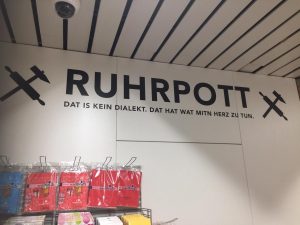 RUHRPOTT
DAT IS KEIN DIALEKT. DAT HAT WAT MITN HERZ ZU TUN.